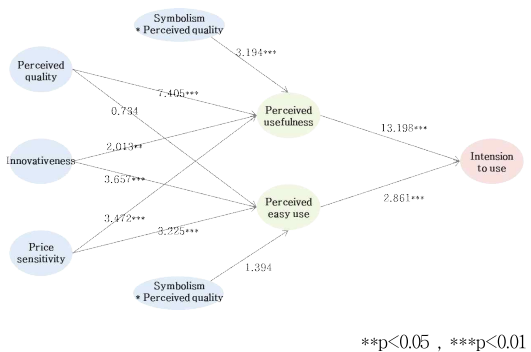 Symbolism
* Perceived quality
3.194***
Perceived
quality
7.405***
Perceived
usefulness
0.734
13.198***
2.013**
Innovativeness
Intension
to use
3.657***
2.861***
3.472***
Perceived
easy use
3.225***
Price
sensitivity
1.394
Symbolism
* Perceived quality
**p<0.05 , ***p<0.01